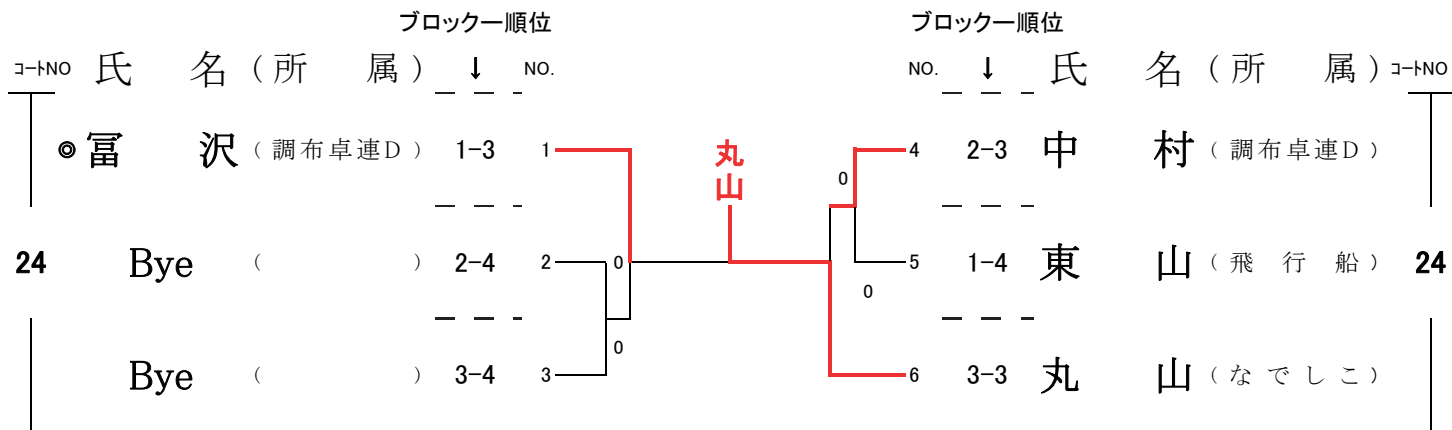 ブロックー順位 ブロックー順位
コートNO 氏 名 (所 属) ↓ NO. NO. ↓ 氏 名 (所 属) コートNO
◎ 冨 沢 (調布卓連D) 1-3 1 丸山 4 2-3 中 村 (調布卓連D)
0
24 Bye ( ) 2-4 2 0 5 1-4 東 山 (飛 行 船) 24
0
0
Bye ( ) 3-4 3 6 3-3 丸 山 (なでしこ)